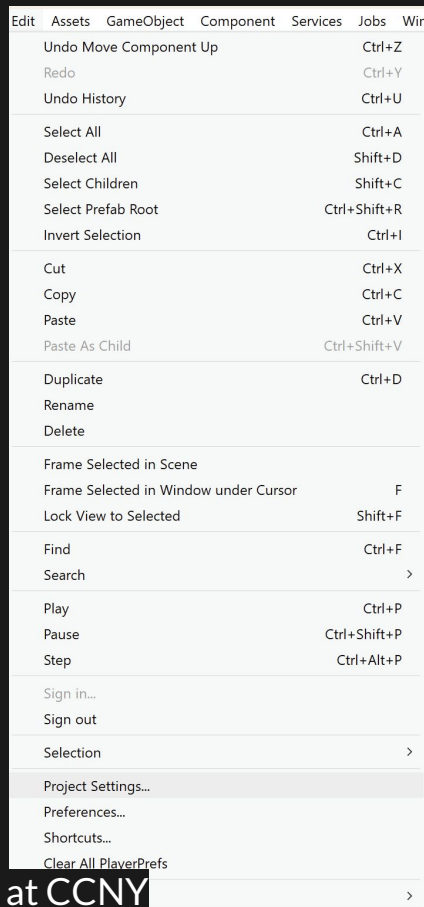 Edit Assets GameObject Component Services Jobs
Undo Move Component Up Ctrl+Z
Redo Ctrl+Y
Undo History Ctrl+U
Select All Ctrl+A
Deselect All Shift+D
Select Children Shift+C
Select Prefab Root Ctrl+Shift+R
Invert Selection Ctrl+I
Cut Ctrl+X
Copy Ctrl+C
Paste Ctrl+V
Paste As Child Ctrl+Shift+V
Duplicate Ctrl+D
Rename
Delete
Frame Selected in Scene
Frame Selected in Window under Cursor F
Lock View to Selected Shift+F
Find Ctrl+F
Search >
Play Ctrl+P
Pause Ctrl+Shift+P
Step Ctrl+Alt+P
Sign in...
Sign out
Selection >
Project Settings...
Preferences...
Shortcuts...
Clear All PlayerPrefs
at CCNY >